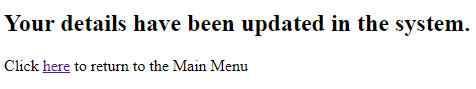 Your details have been updated in the system.
Click here to return to the Main Menu